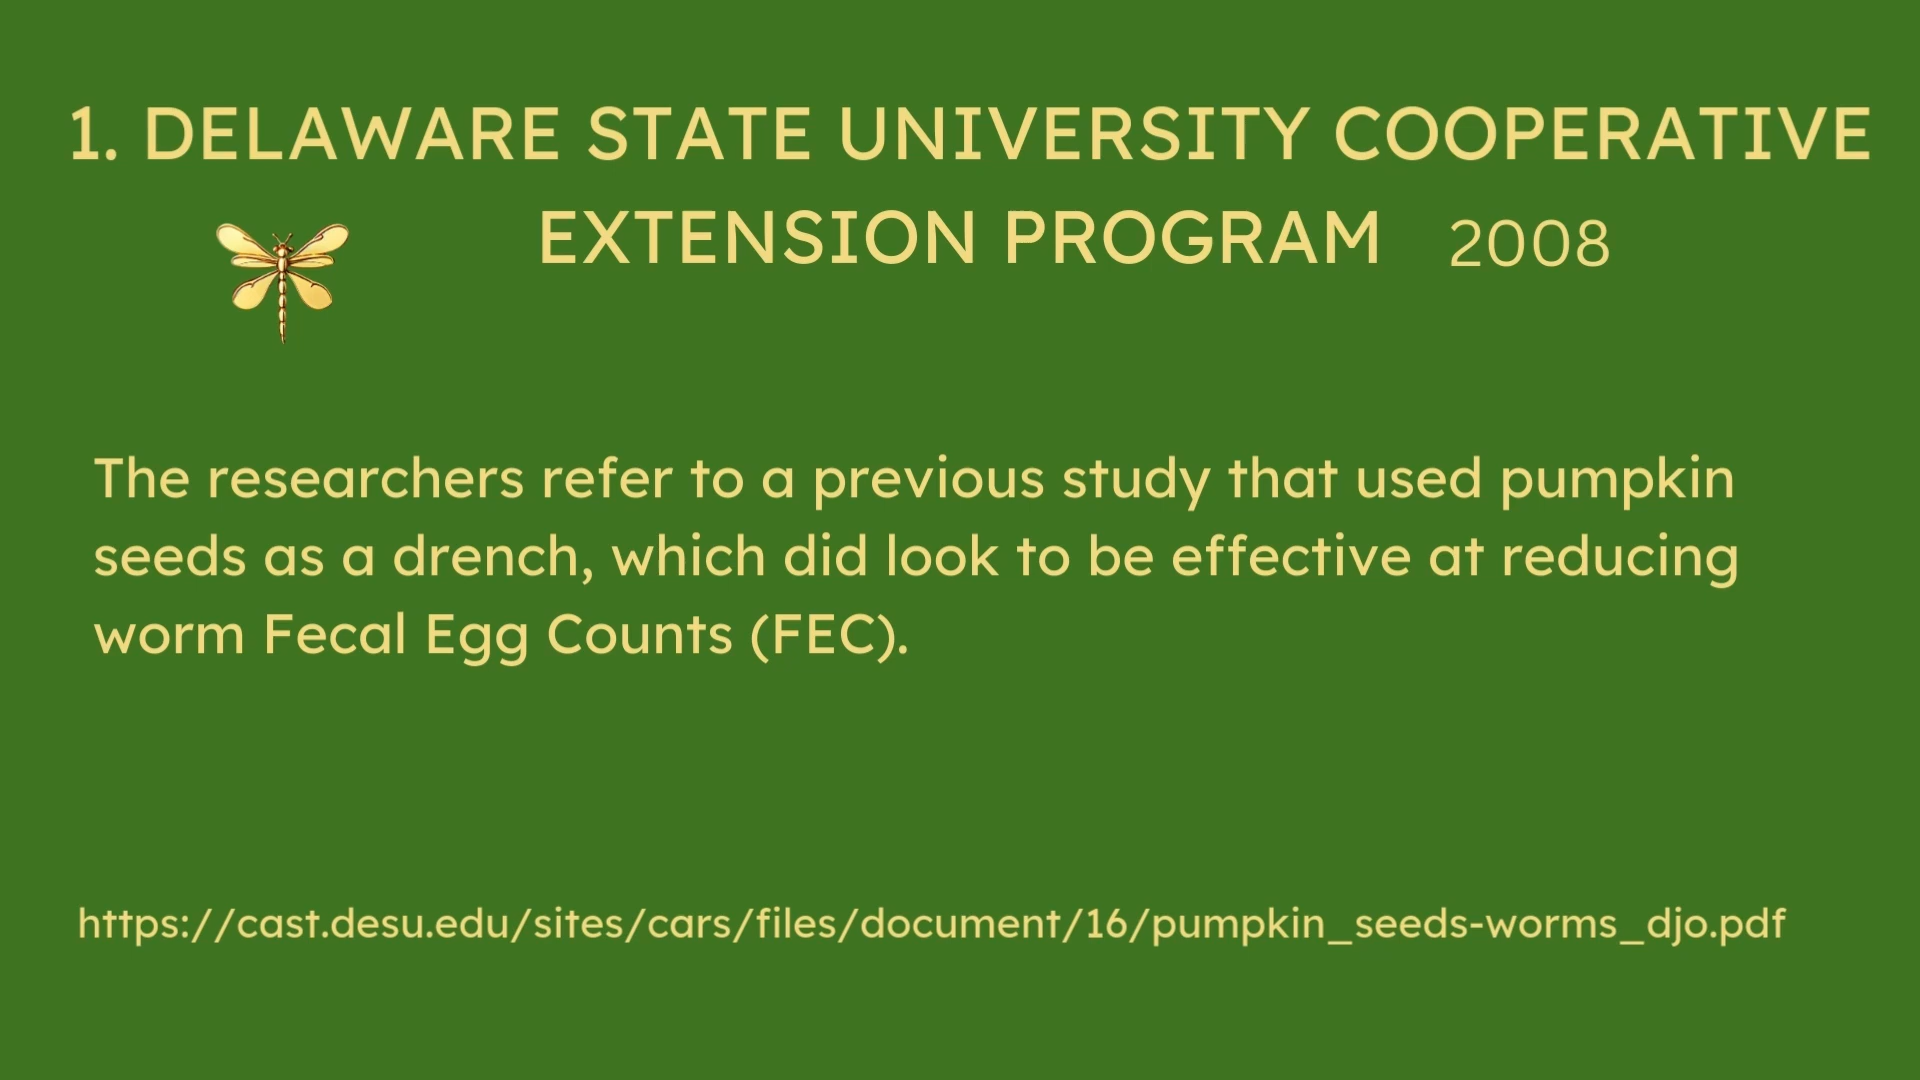 1. DELAWARE STATE UNIVERSITY COOPERATIVE
EXTENSION PROGRAM 2008
The researchers refer to a previous study that used pumpkin
seeds as a drench, which did look to be effective at reducing
worm Fecal Egg Counts (FEC).
https://cast.desu.edu/sites/cars/files/document/16/pumpkin_seeds-worms_djo.pdf